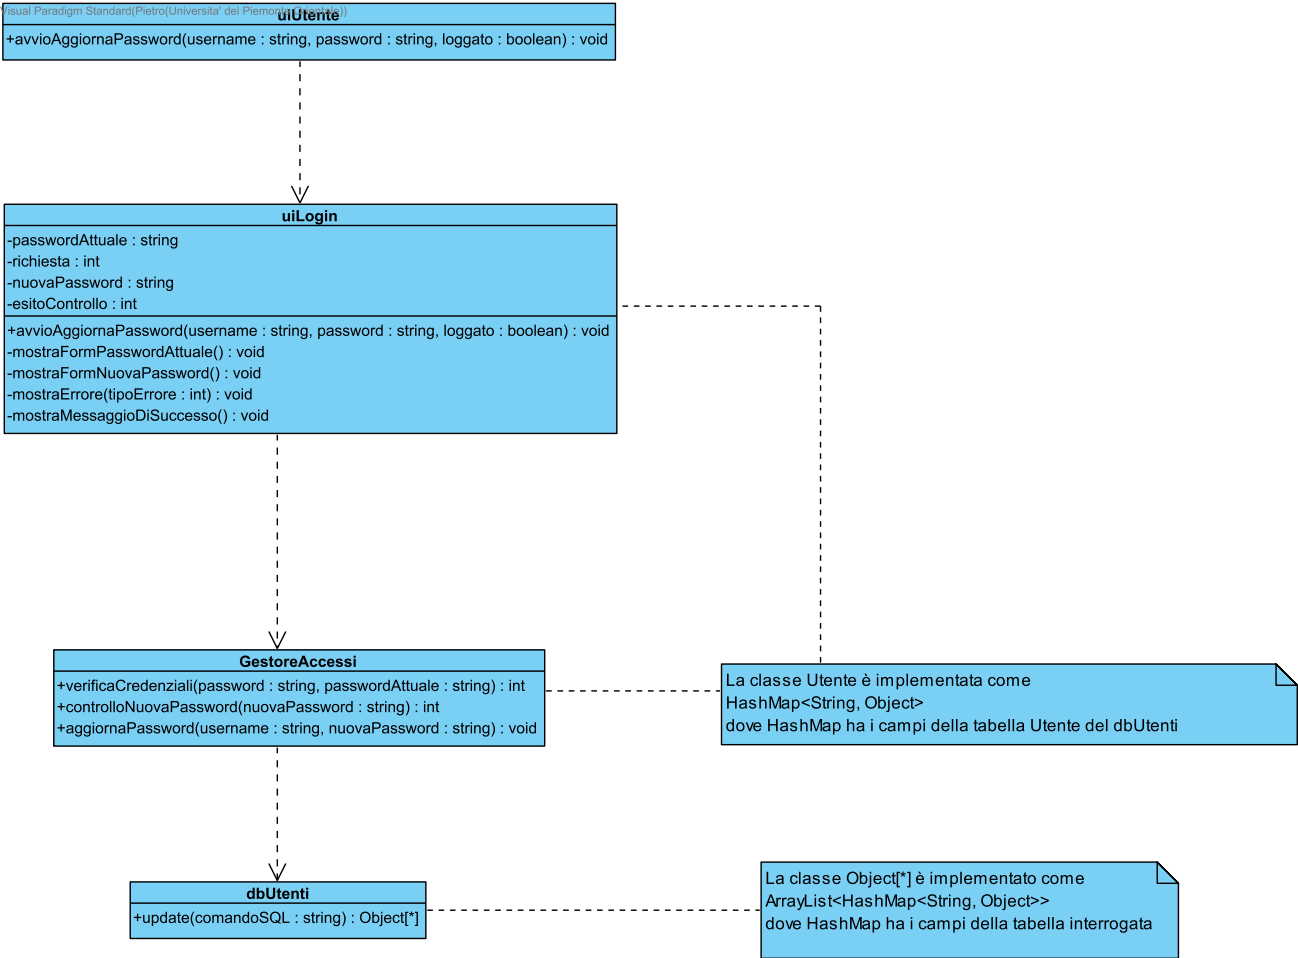 Visual Paradigm Standard(Pietro(Universita' del Piemonte Orientale))
uiUtente
+avvioAggiornaPassword(username : string, password : string, loggato : boolean) : void
uiLogin
-passwordAttuale : string
-richiesta : int
-nuovaPassword : string
-esitoControllo : int
+avvioAggiornaPassword(username : string, password : string, loggato : boolean) : void
-mostraFormPasswordAttuale() : void
-mostraFormNuovaPassword() : void
-mostraErrore(tipoErrore : int) : void
-mostraMessaggioDiSuccesso() : void
GestoreAccessi
+verificaCredenziali(password : string, passwordAttuale : string) : int
+controlloNuovaPassword(nuovaPassword : string) : int
+aggiornaPassword(username : string, nuovaPassword : string) : void
La classe Utente è implementata come
HashMap<String, Object>
dove HashMap ha i campi della tabella Utente del dbUtenti
dbUtenti
+update(comandoSQL : string) : Object[*]
La classe Object[*] è implementato come
ArrayList<HashMap<String, Object>>
dove HashMap ha i campi della tabella interrogata